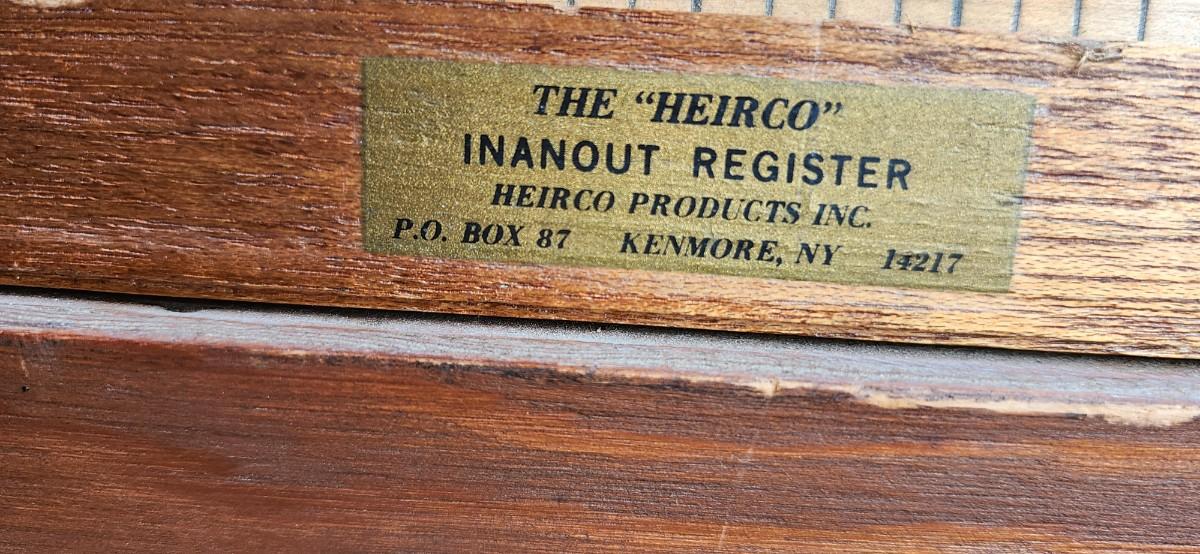 THE “HEIRCO”
INANOUT REGISTER
HEIRCO PRODUCTS INC.
P.O. BOX 87 KENMORE, NY 14217